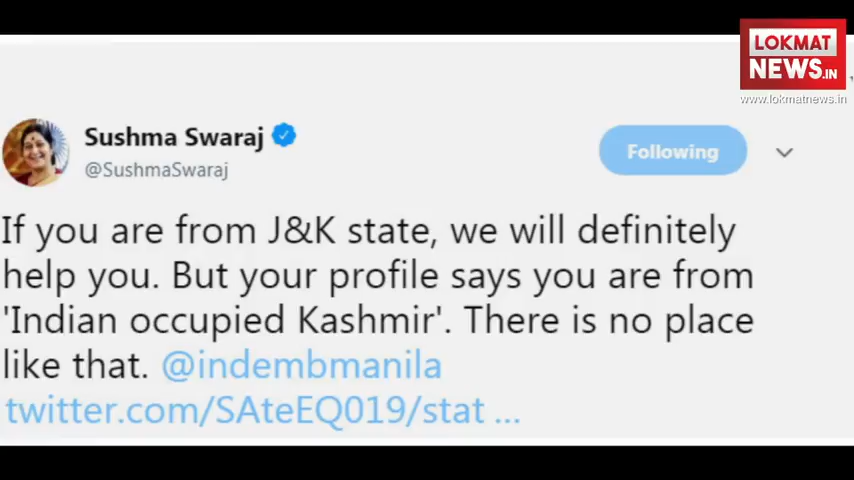 LOKMAT
NEWS.IN
www.lokmatnews.in
Sushma Swaraj
@SushmaSwaraj
Following
If you are from J&K state, we will definitely
help you. But your profile says you are from
'Indian occupied Kashmir'. There is no place
like that. @indembmanila
twitter.com/SAteEQ019/stat ...